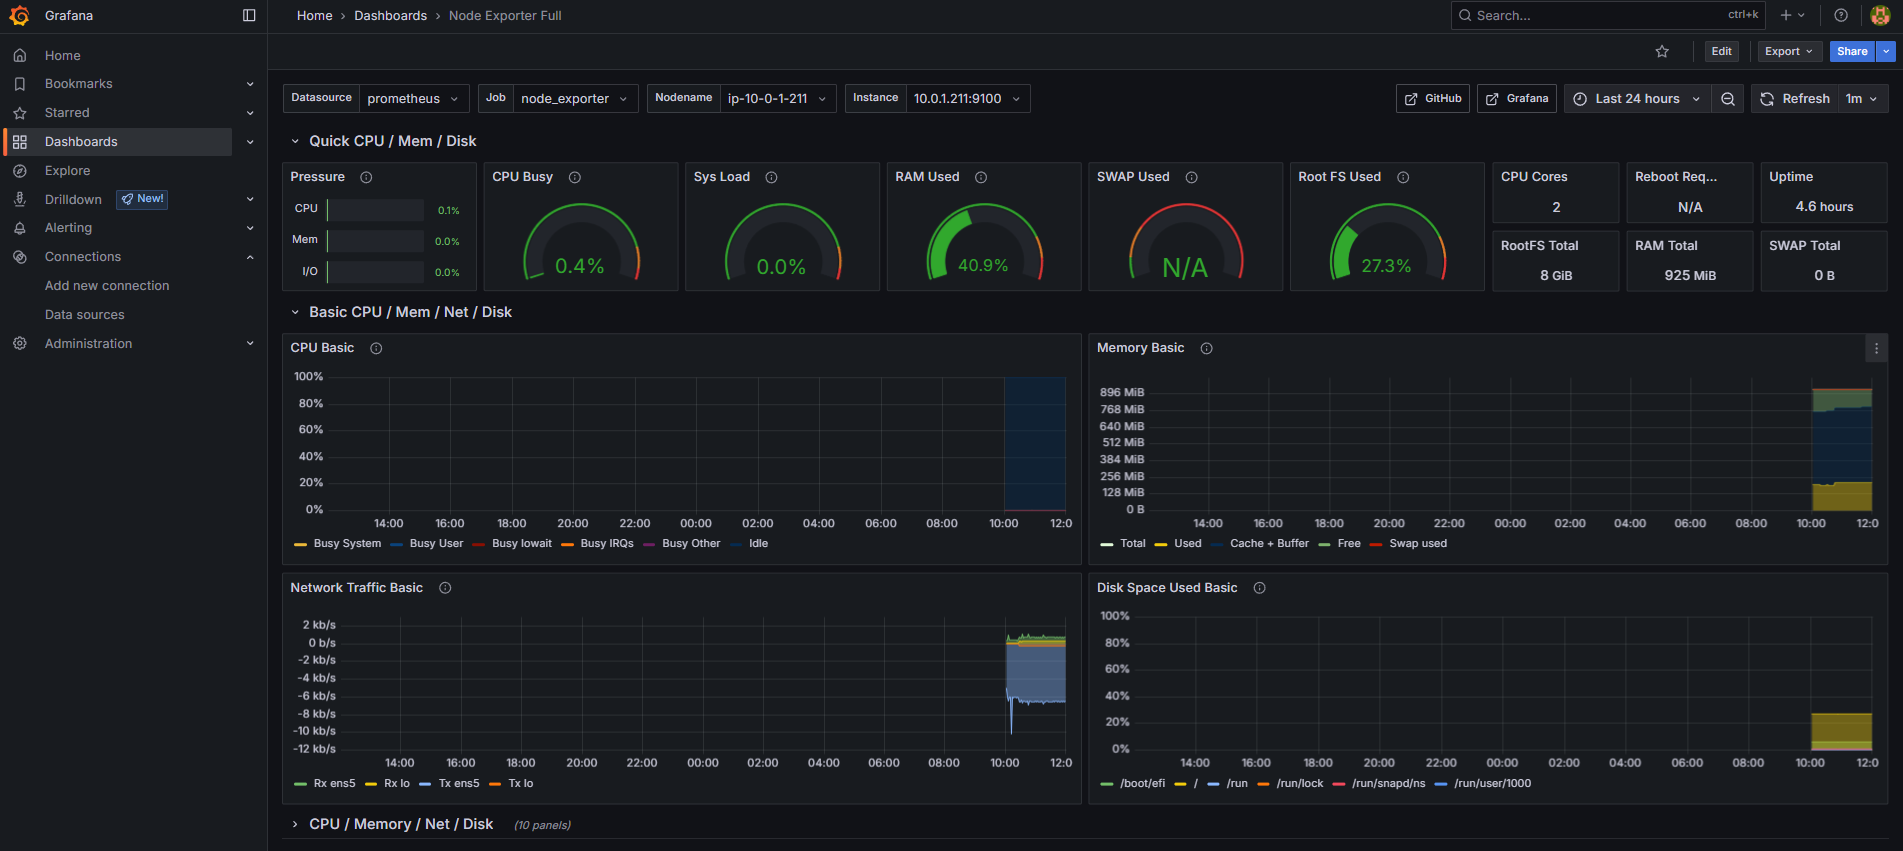 Grafana
Home › Dashboards › Node Exporter Full
Search... ctrl+k
Home
Bookmarks
Starred
Dashboards
Explore
Drilldown New!
Alerting
Connections
Add new connection
Data sources
Administration
Edit Export Share
Datasource prometheus Job node_exporter Nodename ip-10-0-1-211 Instance 10.0.1.211:9100
GitHub Grafana Last 24 hours Refresh 1m
Quick CPU / Mem / Disk
Pressure
CPU 0.1%
Mem 0.0%
I/O 0.0%
CPU Busy
0.4%
Sys Load
0.0%
RAM Used
40.9%
SWAP Used
N/A
Root FS Used
27.3%
CPU Cores
2
Reboot Req...
N/A
Uptime
4.6 hours
RootFS Total
8 GiB
RAM Total
925 MiB
SWAP Total
0 B
Basic CPU / Mem / Net / Disk
CPU Basic
100%
80%
60%
40%
20%
0%
14:00 16:00 18:00 20:00 22:00 00:00 02:00 04:00 06:00 08:00 10:00 12:0
Busy System Busy User Busy Iowait Busy IRQs Busy Other Idle
Memory Basic
896 MiB
768 MiB
640 MiB
512 MiB
384 MiB
256 MiB
128 MiB
0 B
14:00 16:00 18:00 20:00 22:00 00:00 02:00 04:00 06:00 08:00 10:00 12:0
Total Used Cache + Buffer Free Swap used
Network Traffic Basic
2 kb/s
0 b/s
-2 kb/s
-4 kb/s
-6 kb/s
-8 kb/s
-10 kb/s
-12 kb/s
14:00 16:00 18:00 20:00 22:00 00:00 02:00 04:00 06:00 08:00 10:00 12:0
Rx ens5 Rx lo Tx ens5 Tx lo
Disk Space Used Basic
100%
80%
60%
40%
20%
0%
14:00 16:00 18:00 20:00 22:00 00:00 02:00 04:00 06:00 08:00 10:00 12:0
/boot/efi / /run /run/lock /run/snapd/ns /run/user/1000
CPU / Memory / Net / Disk (10 panels)